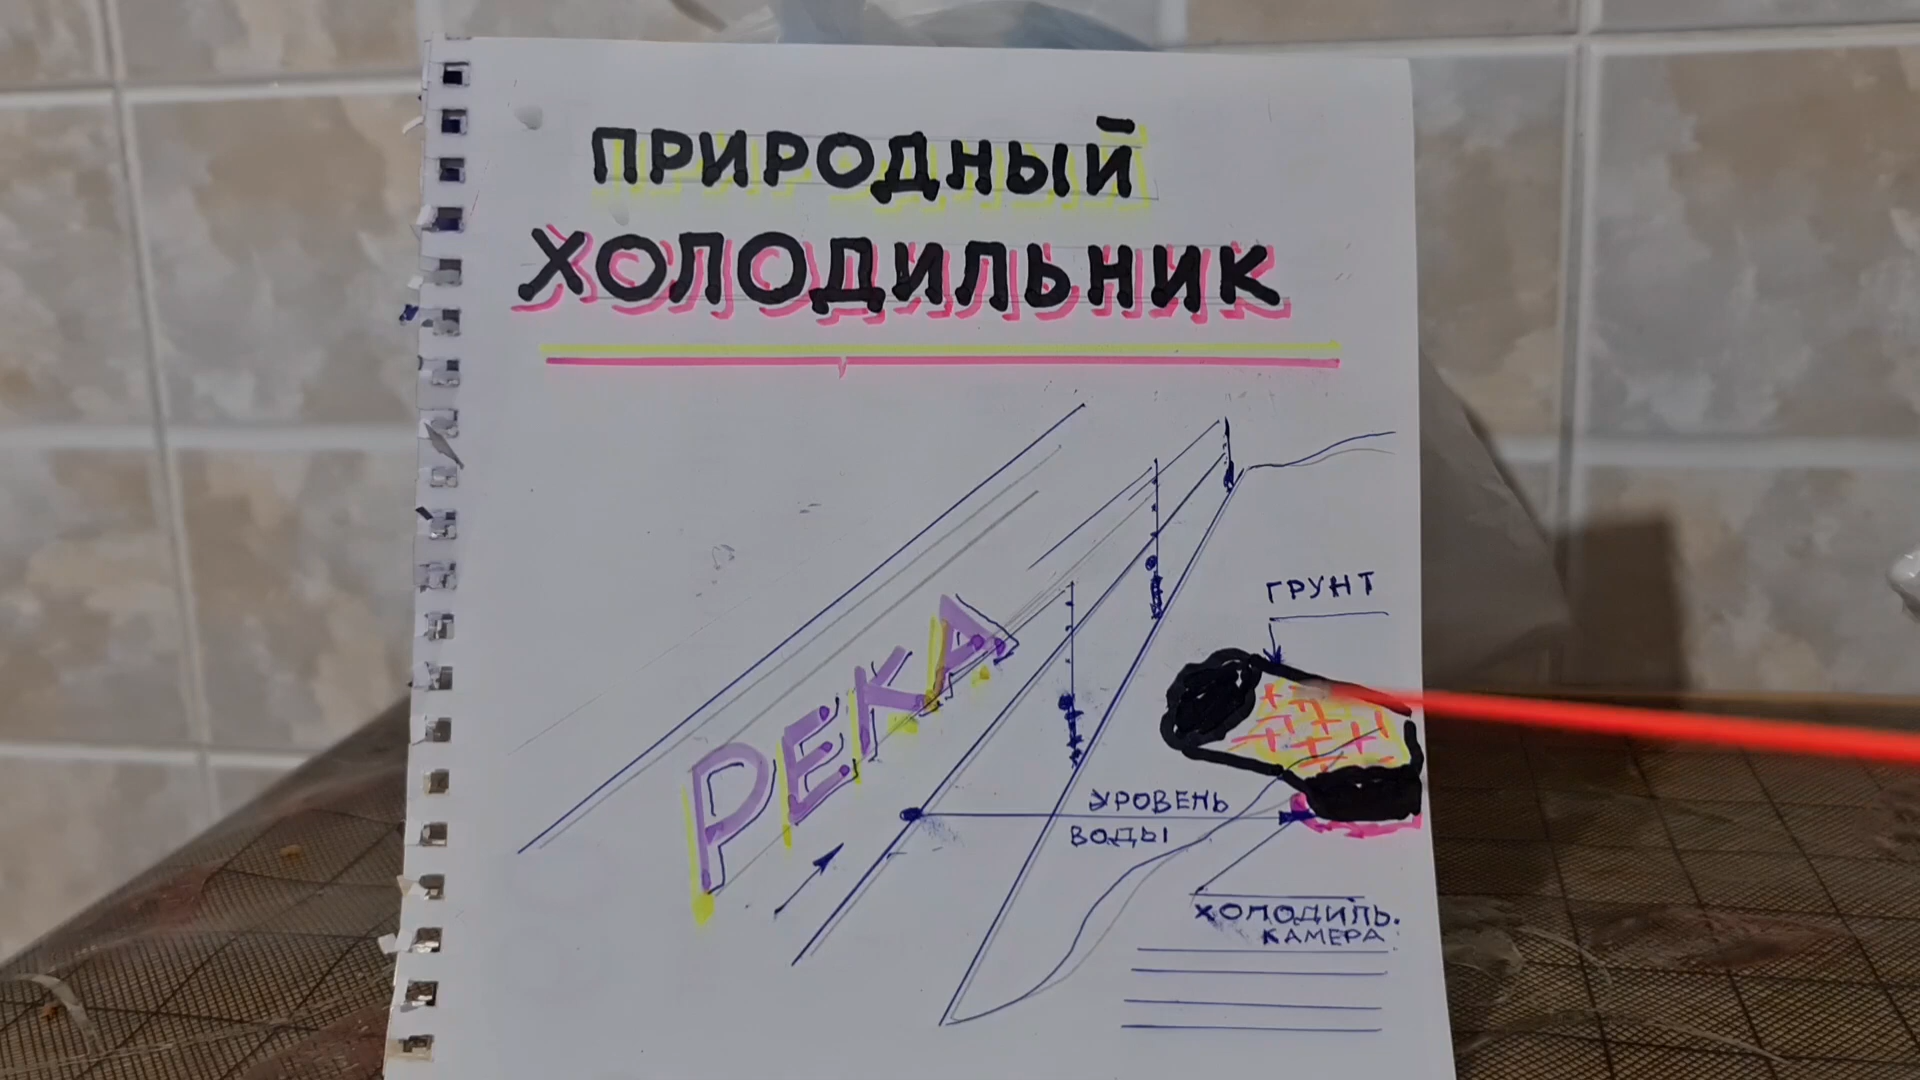 ПРИРОДНЫЙ
ХОЛОДИЛЬНИК
ГРУНТ
РЕКА
УРОВЕНЬ
ВОДЫ
ХОЛОДИЛЬ.
КАМЕРА